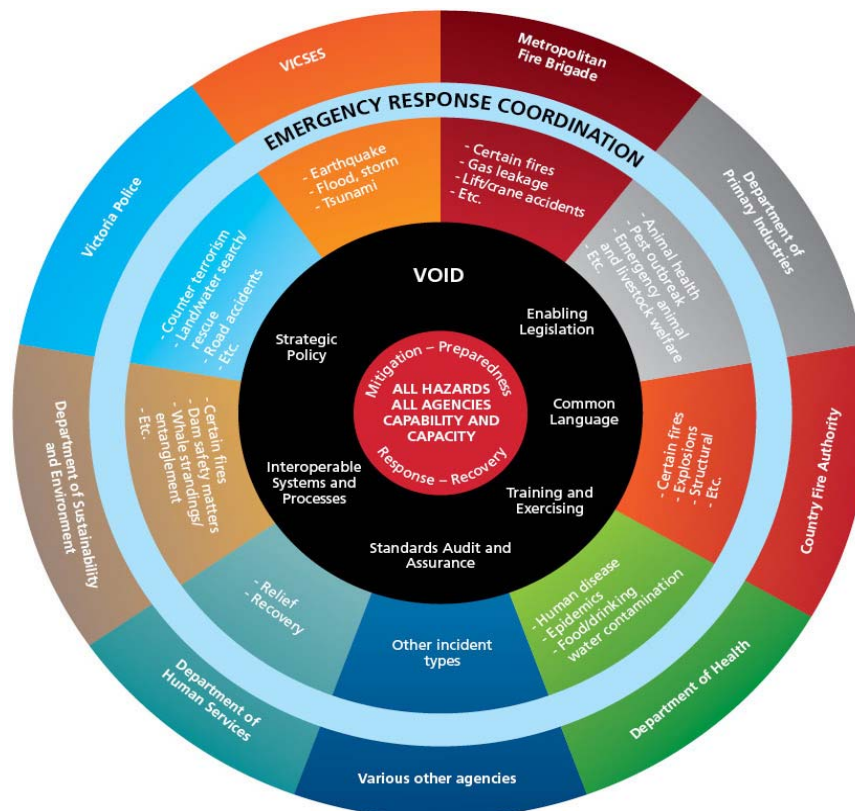 VICSES
Metropolitan
Fire Brigade
Department of
Primary Industries
Country Fire Authority
Department of Health
Various other agencies
Department of
Human Services
Department of Sustainability
and Environment
Victoria Police
EMERGENCY RESPONSE COORDINATION
- Earthquake
- Flood, storm
- Tsunami
- Certain fires
- Gas leakage
- Lift/crane accidents
- Etc.
- Animal health
- Pest outbreak
- Emergency animal
and livestock welfare
- Etc.
- Certain fires
- Explosions
- Structural
- Etc.
- Human disease
- Epidemics
- Food/drinking
water contamination
Other incident
types
- Relief
- Recovery
- Certain fires
- Dam safety matters
- Whale strandings/
entanglement
- Etc.
- Counter terrorism
- Land/water search/
rescue
- Road accidents
- Etc.
VOID
Enabling
Legislation
Common
Language
Training and
Exercising
Standards Audit and
Assurance
Interoperable
Systems and
Processes
Strategic
Policy
Mitigation – Preparedness
ALL HAZARDS
ALL AGENCIES
CAPABILITY AND
CAPACITY
Response – Recovery